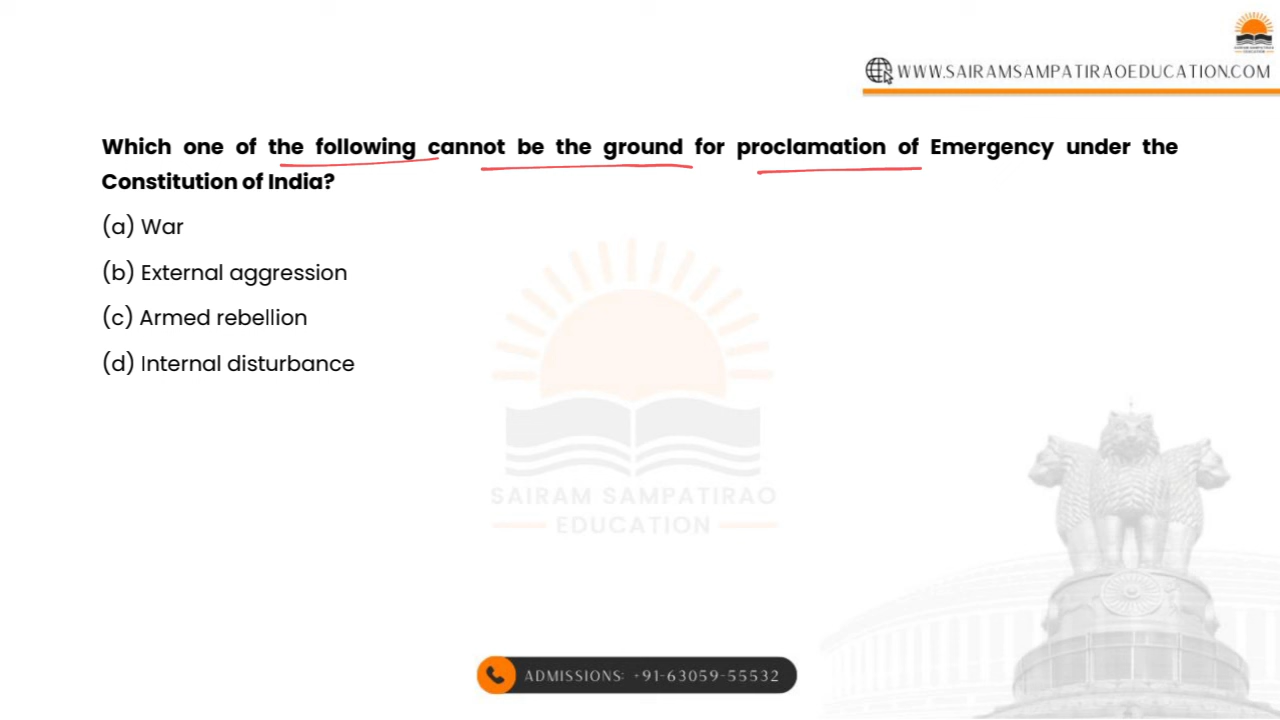 WWW.SAIRAMSAMPATIRAOEDUCATION.COM
Which one of the following cannot be the ground for proclamation of Emergency under the
Constitution of India?
(a) War
(b) External aggression
(c) Armed rebellion
(d) Internal disturbance
SAIRAM SAMPATIRAO
EDUCATION
ADMISSIONS: +91-63059-55532